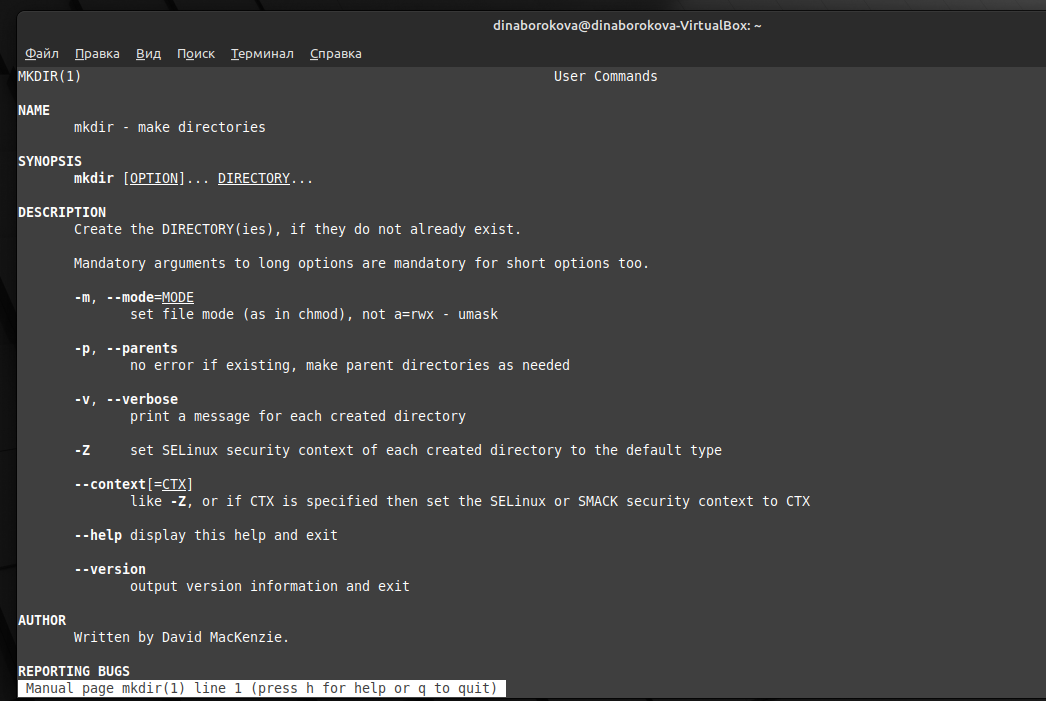 dinaborokova@dinaborokova-VirtualBox: ~
Файл Правка Вид Поиск Терминал Справка
MKDIR(1) User Commands
NAME
mkdir - make directories
SYNOPSIS
mkdir [OPTION]... DIRECTORY...
DESCRIPTION
Create the DIRECTORY(ies), if they do not already exist.
Mandatory arguments to long options are mandatory for short options too.
-m, --mode=MODE
set file mode (as in chmod), not a=rwx - umask
-p, --parents
no error if existing, make parent directories as needed
-v, --verbose
print a message for each created directory
-Z set SELinux security context of each created directory to the default type
--context[=CTX]
like -Z, or if CTX is specified then set the SELinux or SMACK security context to CTX
--help display this help and exit
--version
output version information and exit
AUTHOR
Written by David MacKenzie.
REPORTING BUGS
Manual page mkdir(1) line 1 (press h for help or q to quit)